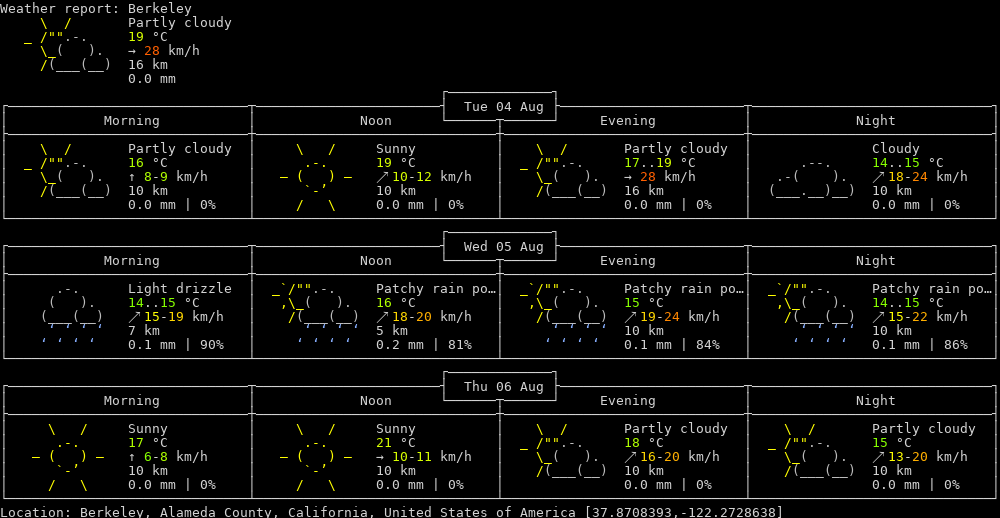 Weather report: Berkeley
Partly cloudy
19 °C
→ 28 km/h
16 km
0.0 mm
Tue 04 Aug
Morning Noon Evening Night
Partly cloudy Sunny Partly cloudy Cloudy
16 °C 19 °C 17..19 °C 14..15 °C
↑ 8-9 km/h ↗ 10-12 km/h → 28 km/h ↗ 18-24 km/h
10 km 10 km 16 km 10 km
0.0 mm | 0% 0.0 mm | 0% 0.0 mm | 0% 0.0 mm | 0%
Wed 05 Aug
Morning Noon Evening Night
Light drizzle Patchy rain po… Patchy rain po… Patchy rain po…
14..15 °C 16 °C 15 °C 14..15 °C
↗ 15-19 km/h ↗ 18-20 km/h ↗ 19-24 km/h ↗ 15-22 km/h
7 km 5 km 10 km 10 km
0.1 mm | 90% 0.2 mm | 81% 0.1 mm | 84% 0.1 mm | 86%
Thu 06 Aug
Morning Noon Evening Night
Sunny Sunny Partly cloudy Partly cloudy
17 °C 21 °C 18 °C 15 °C
↑ 6-8 km/h → 10-11 km/h ↗ 16-20 km/h ↗ 13-20 km/h
10 km 10 km 10 km 10 km
0.0 mm | 0% 0.0 mm | 0% 0.0 mm | 0% 0.0 mm | 0%
Location: Berkeley, Alameda County, California, United States of America [37.8708393,-122.2728638]